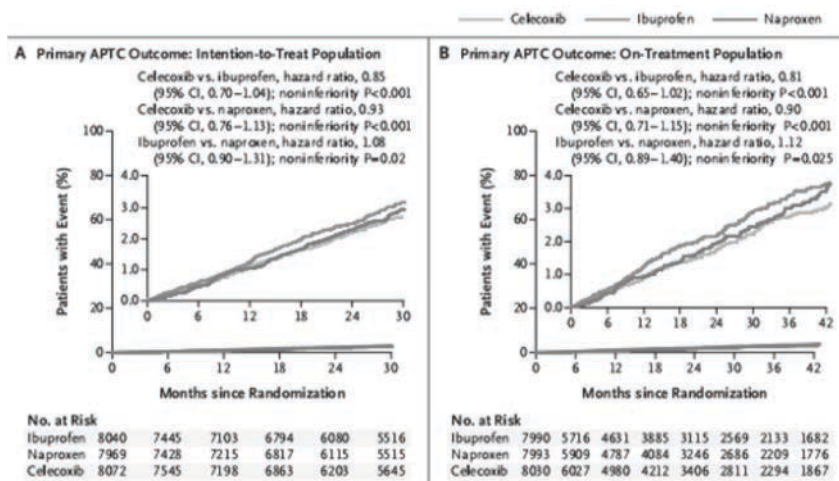 Celecoxib Ibuprofen Naproxen
A Primary APTC Outcome: Intention-to-Treat Population
Celecoxib vs. ibuprofen, hazard ratio, 0.85
(95% CI, 0.70–1.04); noninferiority P<0.001
Celecoxib vs. naproxen, hazard ratio, 0.93
(95% CI, 0.76–1.13); noninferiority P<0.001
Ibuprofen vs. naproxen, hazard ratio, 1.08
(95% CI, 0.90–1.31); noninferiority P=0.02
Patients with Event (%)
100
80
60
40
20
0
4.0
3.0
2.0
1.0
0.0
0 6 12 18 24 30
0 6 12 18 24 30
Months since Randomization
No. at Risk
Ibuprofen 8040 7445 7103 6794 6080 5516
Naproxen 7969 7428 7215 6817 6115 5515
Celecoxib 8072 7545 7198 6863 6203 5645
B Primary APTC Outcome: On-Treatment Population
Celecoxib vs. ibuprofen, hazard ratio, 0.81
(95% CI, 0.65–1.02); noninferiority P<0.001
Celecoxib vs. naproxen, hazard ratio, 0.90
(95% CI, 0.71–1.15); noninferiority P<0.001
Ibuprofen vs. naproxen, hazard ratio, 1.12
(95% CI, 0.89–1.40); noninferiority P=0.025
Patients with Event (%)
100
80
60
40
20
0
4.0
3.0
2.0
1.0
0.0
0 6 12 18 24 30 36 42
0 6 12 18 24 30 36 42
Months since Randomization
No. at Risk
Ibuprofen 7990 5716 4631 3885 3115 2569 2133 1682
Naproxen 7993 5909 4787 4084 3246 2686 2209 1776
Celecoxib 8030 6027 4980 4212 3406 2811 2294 1867